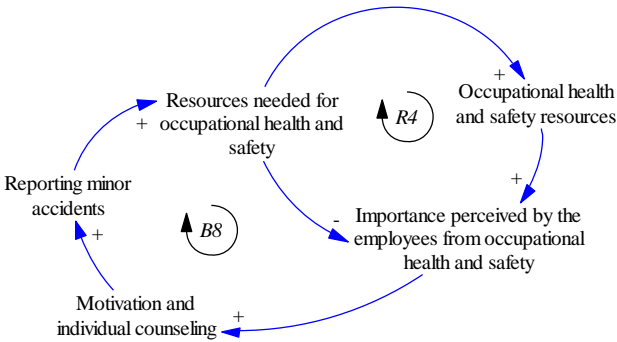 +
Occupational health
and safety resources
Resources needed for
occupational health and
safety
+
R4
+
Reporting minor
accidents
+
B8
-
Importance perceived by the
employees from occupational
health and safety
Motivation and
individual counseling
+